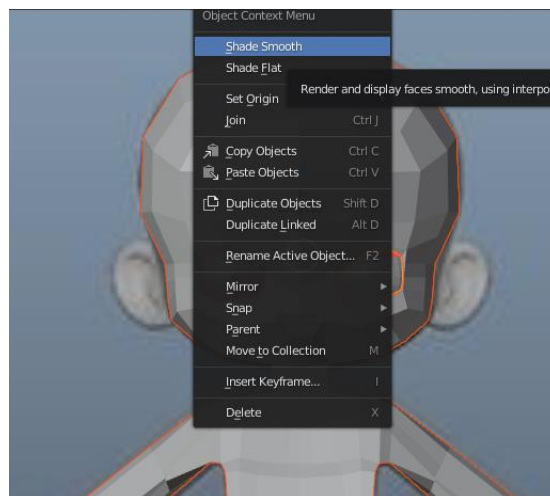 Object Context Menu
Shade Smooth
Shade Flat
Render and display faces smooth, using interpo
Set Origin
Join Ctrl J
Copy Objects Ctrl C
Paste Objects Ctrl V
Duplicate Objects Shift D
Duplicate Linked Alt D
Rename Active Object... F2
Mirror
Snap
Parent
Move to Collection M
Insert Keyframe... I
Delete X